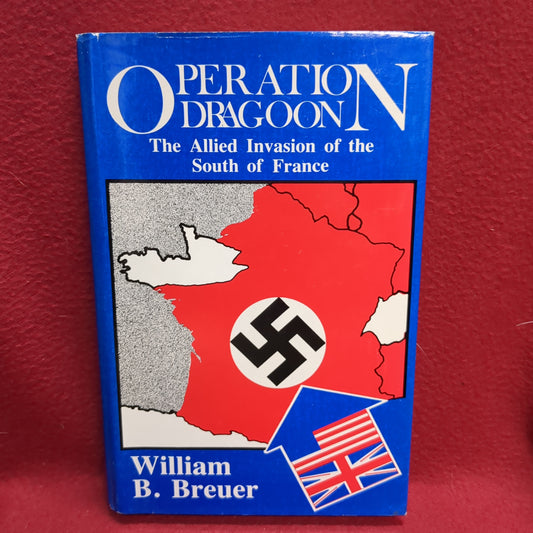 OPERATION
DRAGOON
The Allied Invasion of the
South of France
William
B. Breuer